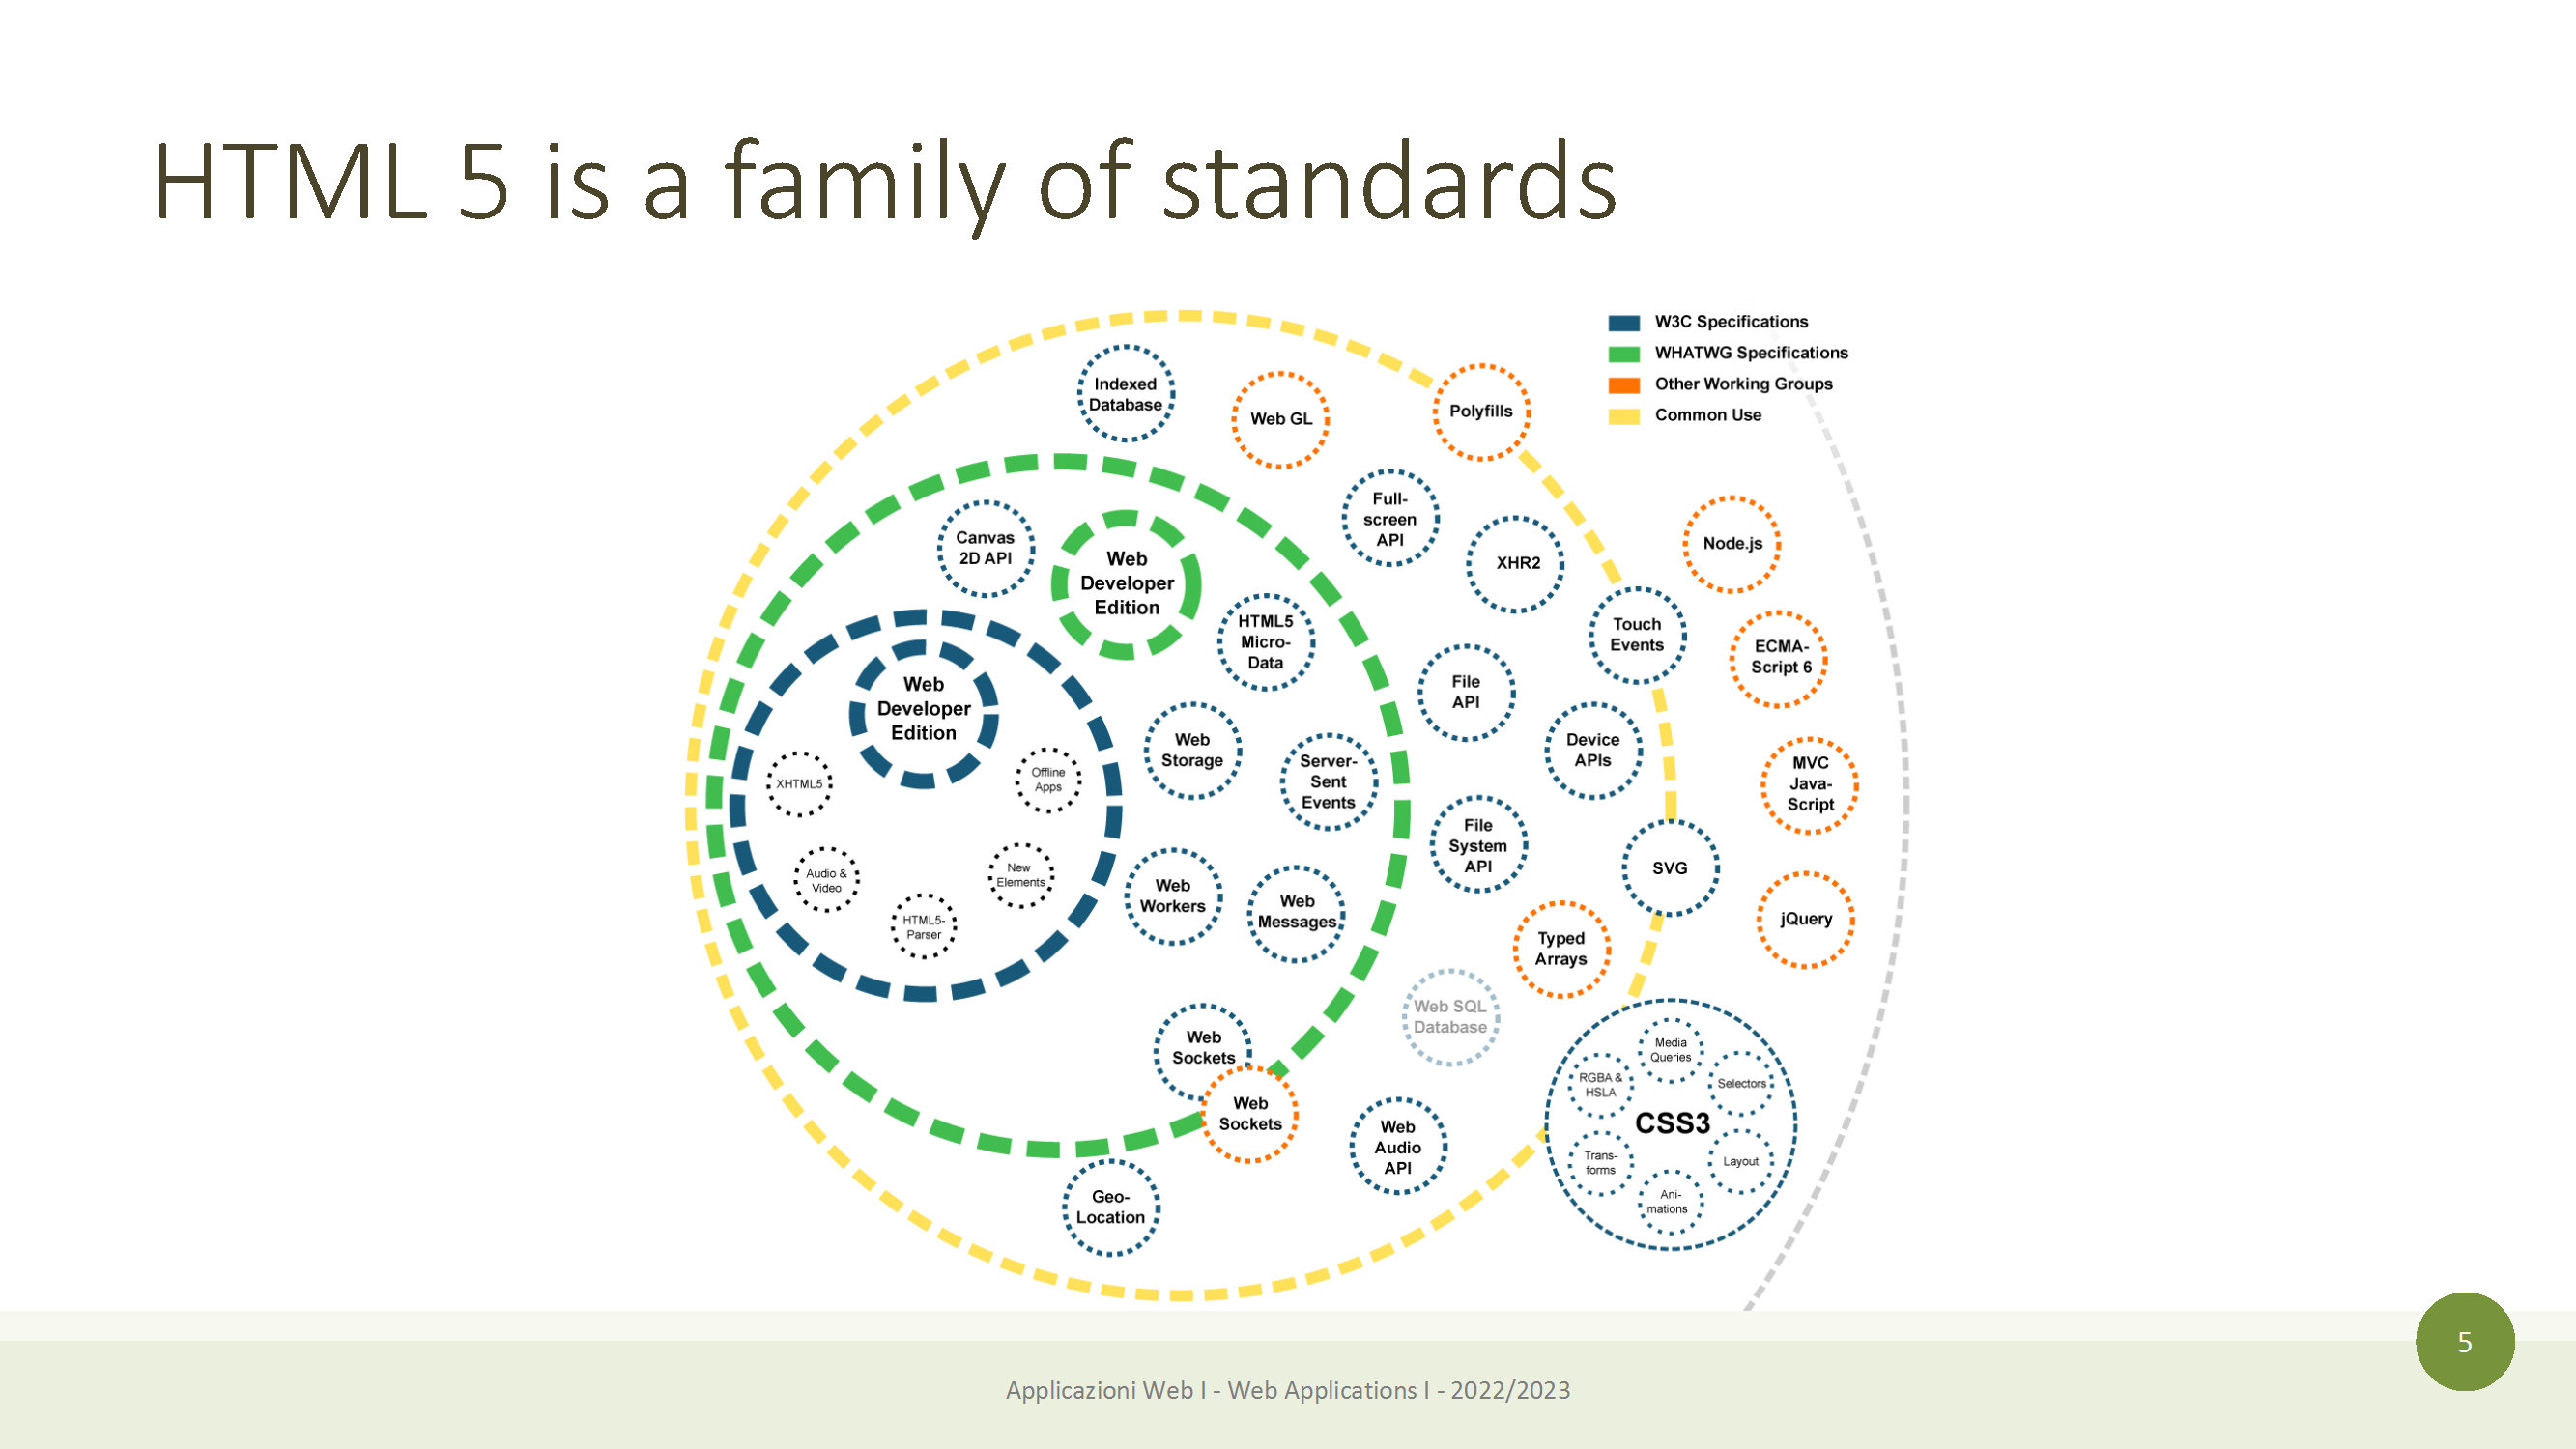 HTML 5 is a family of standards
W3C Specifications
WHATWG Specifications
Other Working Groups
Common Use
Indexed
Database
Web GL
Polyfills
Full-
screen
API
XHR2
Node.js
Canvas
2D API
Web
Developer
Edition
HTML5
Micro-
Data
Touch
Events
ECMA-
Script 6
File
API
Web
Developer
Edition
Web
Storage
Server-
Sent
Events
Device
APIs
MVC
Java-
Script
XHTML5
Offline
Apps
File
System
API
SVG
Audio &
Video
New
Elements
HTML5-
Parser
Web
Workers
Web
Messages
jQuery
Typed
Arrays
Web SQL
Database
Web
Sockets
Web
Sockets
Web
Audio
API
Geo-
Location
Media
Queries
RGBA &
HSLA
Selectors
CSS3
Trans-
forms
Layout
Ani-
mations
5
Applicazioni Web I - Web Applications I - 2022/2023